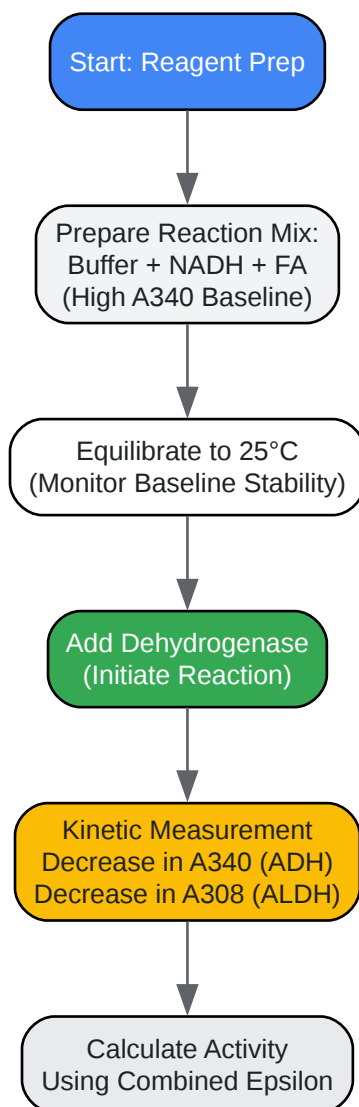 Start: Reagent Prep
Prepare Reaction Mix:
Buffer + NADH + FA
(High A340 Baseline)
Equilibrate to 25°C
(Monitor Baseline Stability)
Add Dehydrogenase
(Initiate Reaction)
Kinetic Measurement
Decrease in A340 (ADH)
Decrease in A308 (ALDH)
Calculate Activity
Using Combined Epsilon